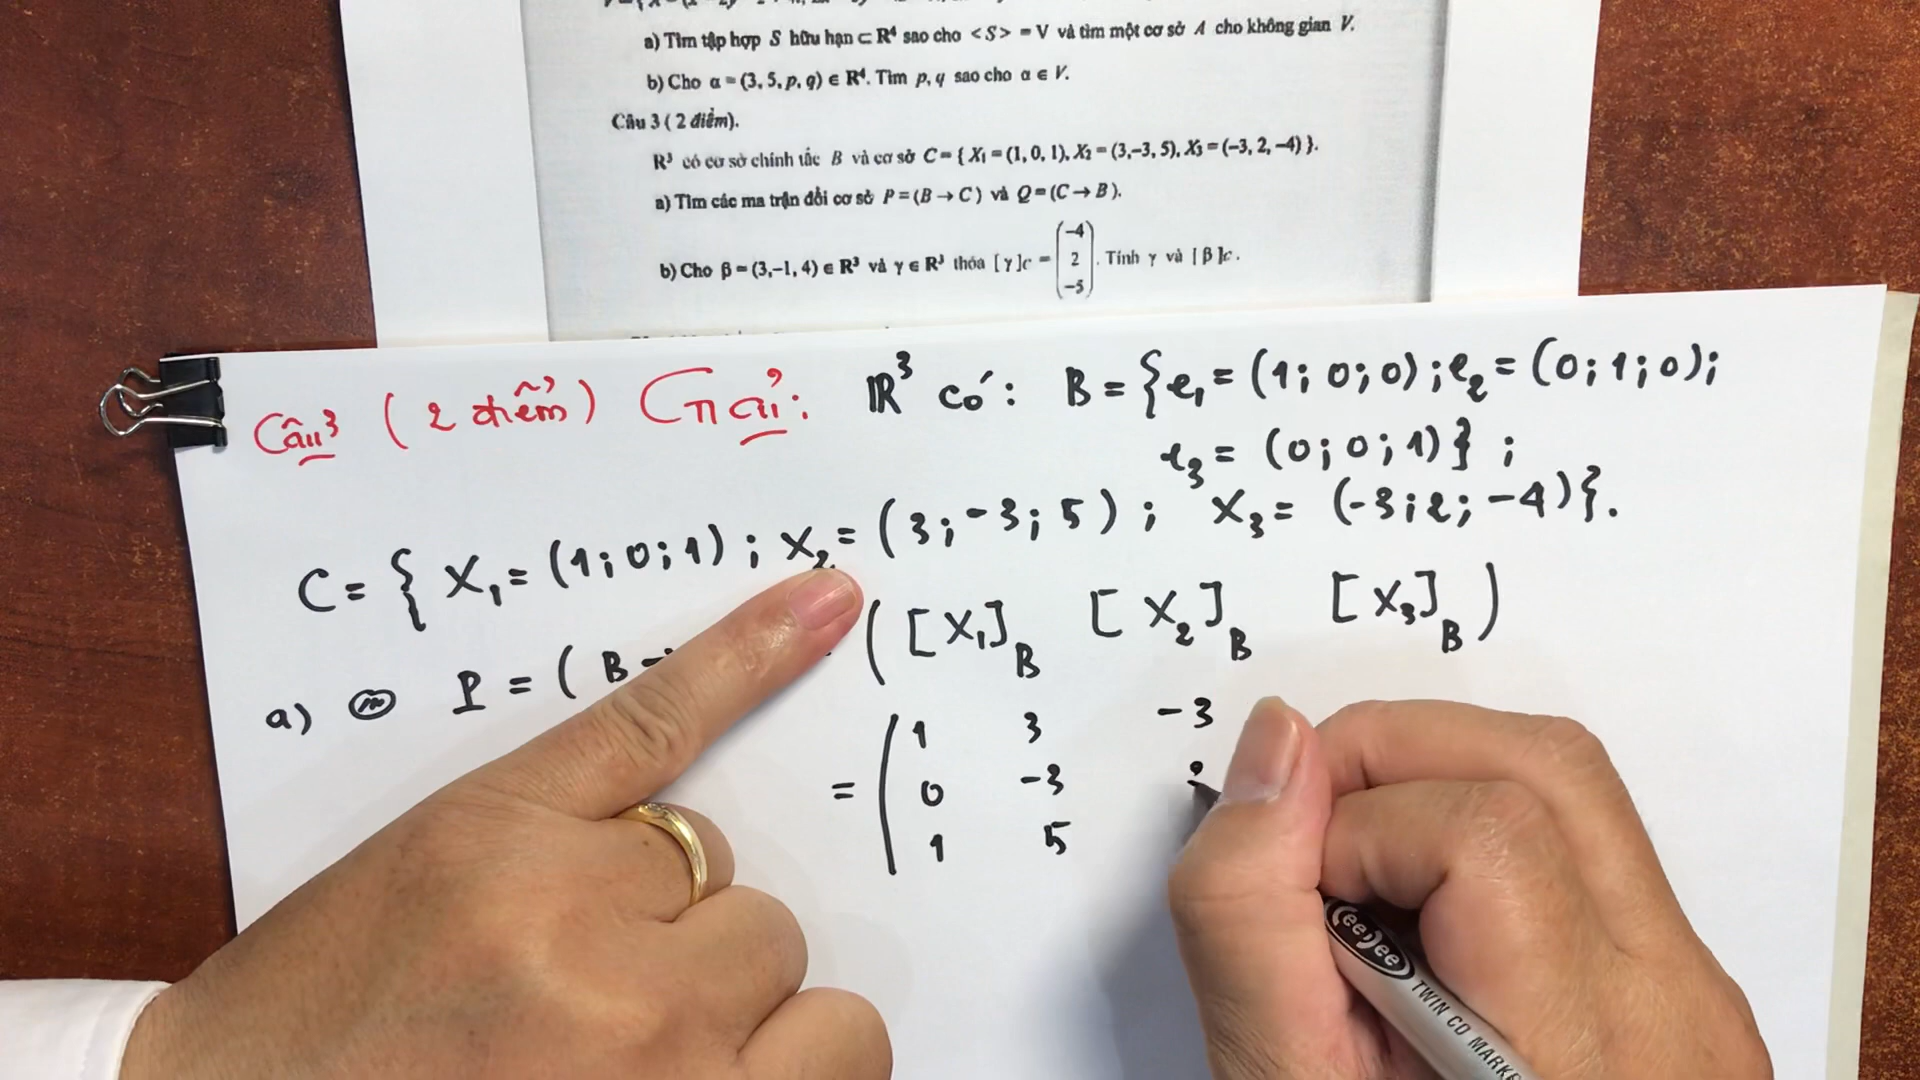 a) Tìm tập hợp S hữu hạn ⊂ R⁴ sao cho < S > = V và tìm một cơ sở A cho không gian V.
b) Cho α = (3, 5, p, q) ∈ R⁴. Tìm p, q sao cho α ∈ V.
Câu 3 ( 2 điểm).
R³ có cơ sở chính tắc B và cơ sở C = { X₁ = (1, 0, 1), X₂ = (3,−3, 5), X₃ = (−3, 2, −4) }.
a) Tìm các ma trận đổi cơ sở P = (B → C ) và Q = (C → B ).
b) Cho β = (3,−1, 4) ∈ R³ và γ ∈ R³ thỏa [ γ ]c = (−4 2 −5). Tính γ và [ β ]c .
Câu 3 ( 2 điểm) Giải: ℝ³ có: B = {e₁ = (1; 0; 0) ; e₂ = (0; 1; 0);
e₃ = (0; 0; 1)} ;
C = { X₁ = (1; 0; 1) ; X₂ = (3; -3; 5) ; X₃ = (-3; 2; -4)}.
a) P = ( B ( [X₁]B [X₂]B [X₃]B )
1 3 -3
= ( 0 -3
1 5
TWIN CD